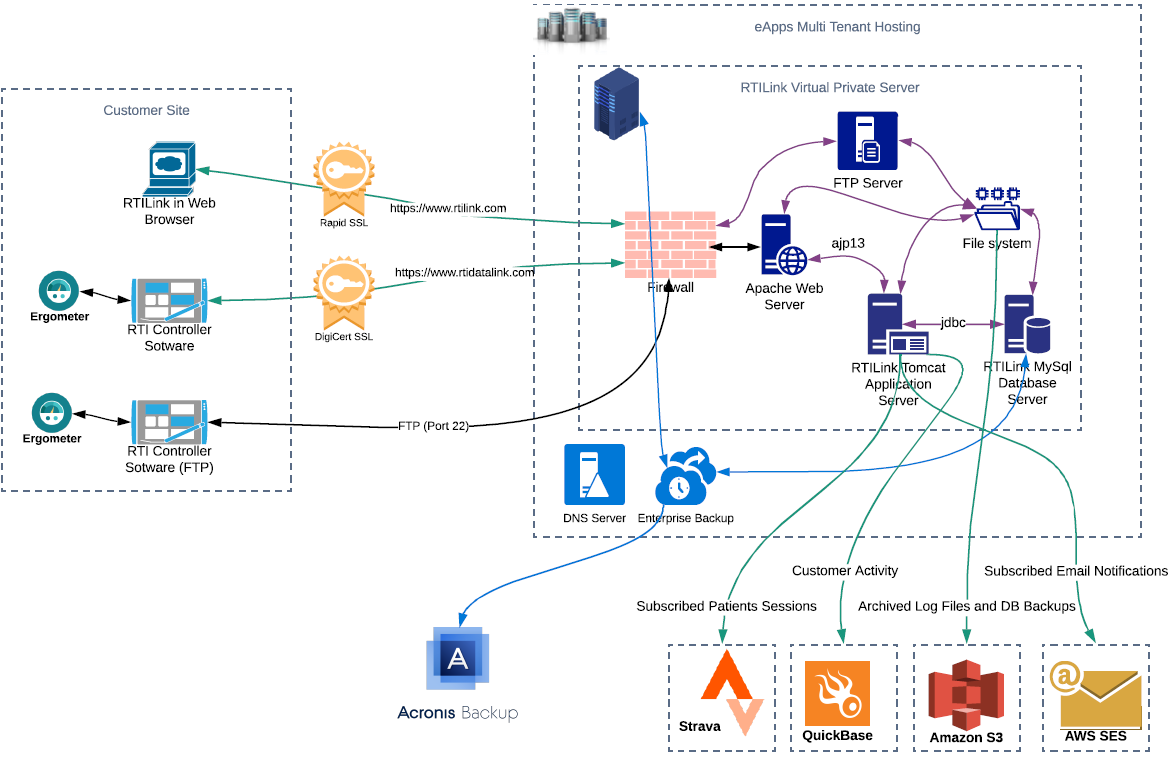 eApps Multi Tenant Hosting
RTILink Virtual Private Server
Customer Site
RTILink in Web
Browser
Rapid SSL
https://www.rtilink.com
FTP Server
File system
Ergometer
RTI Controller
Sotware
DigiCert SSL
https://www.rtidatalink.com
Firewall
Apache Web
Server
ajp13
jdbc
RTILink Tomcat
Application
Server
RTILink MySql
Database
Server
Ergometer
RTI Controller
Sotware (FTP)
FTP (Port 22)
DNS Server
Enterprise Backup
Customer Activity
Subscribed Email Notifications
Subscribed Patients Sessions
Archived Log Files and DB Backups
A
Acronis Backup
Strava
QuickBase
Amazon S3
@
AWS SES